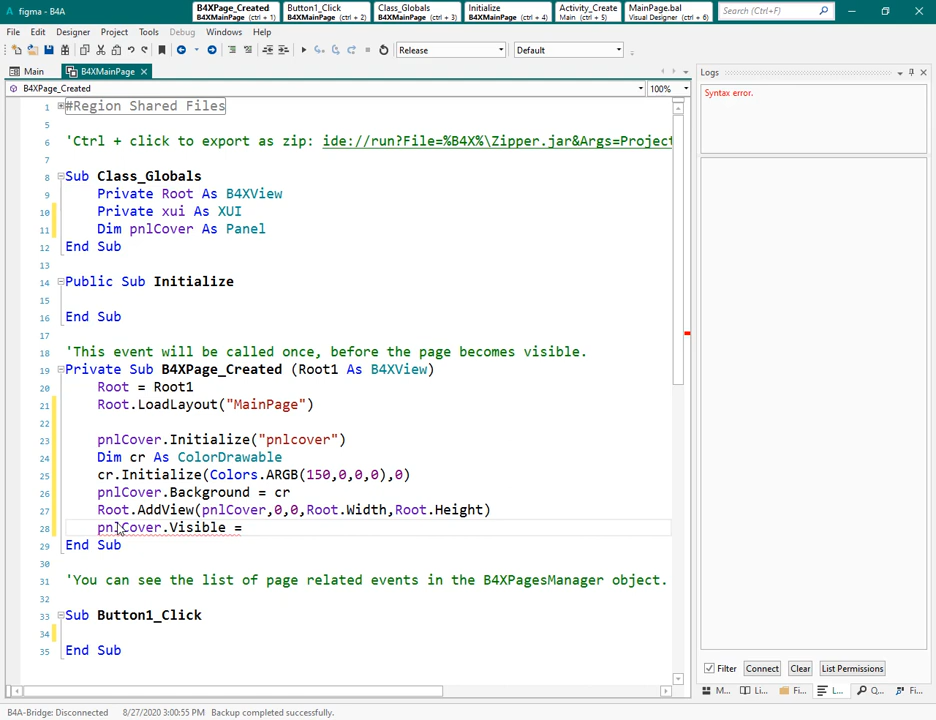 figma - B4A
B4XPage_Created
B4XMainPage (ctrl + 1)
Button1_Click
B4XMainPage (ctrl + 2)
Class_Globals
B4XMainPage (ctrl + 3)
Initialize
B4XMainPage (ctrl + 4)
Activity_Create
Main (ctrl + 5)
MainPage.bal
Visual Designer (ctrl + 6)
Search (Ctrl+F)
File Edit Designer Project Tools Debug Windows Help
Release
Default
Main
B4XMainPage
B4XPage_Created
100%
1 #Region Shared Files
5
6 'Ctrl + click to export as zip: ide://run?File=%B4X%\Zipper.jar&Args=Project
7
8 Sub Class_Globals
9 Private Root As B4XView
10 Private xui As XUI
11 Dim pnlCover As Panel
12 End Sub
13
14 Public Sub Initialize
15
16 End Sub
17
18 'This event will be called once, before the page becomes visible.
19 Private Sub B4XPage_Created (Root1 As B4XView)
20 Root = Root1
21 Root.LoadLayout("MainPage")
22
23 pnlCover.Initialize("pnlcover")
24 Dim cr As ColorDrawable
25 cr.Initialize(Colors.ARGB(150,0,0,0),0)
26 pnlCover.Background = cr
27 Root.AddView(pnlCover,0,0,Root.Width,Root.Height)
28 pnlCover.Visible =
29 End Sub
30
31 'You can see the list of page related events in the B4XPagesManager object.
32
33 Sub Button1_Click
34
35 End Sub
Logs
Syntax error.
Filter Connect Clear List Permissions
M... Li... Fi... L... Q... Fi...
B4A-Bridge: Disconnected 8/27/2020 3:00:55 PM Backup completed successfully.